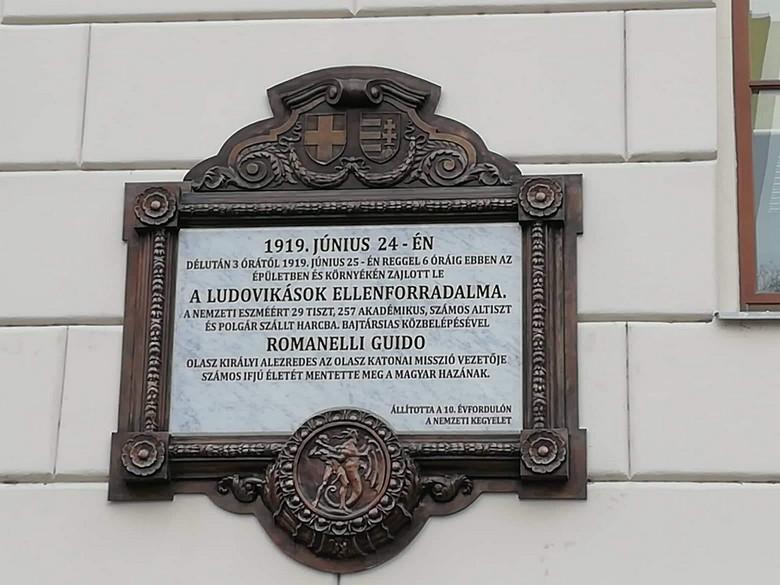 1919. JÚNIUS 24 - ÉN
DÉLUTÁN 3 ÓRÁTÓL 1919. JÚNIUS 25 - ÉN REGGEL 6 ÓRÁIG EBBEN AZ
ÉPÜLETBEN ÉS KÖRNYÉKÉN ZAJLOTT LE
A LUDOVIKÁSOK ELLENFORRADALMA.
A NEMZETI ESZMÉÉRT 29 TISZT, 257 AKADÉMIKUS, SZÁMOS ALTISZT
ÉS POLGÁR SZÁLLT HARCBA. BAJTÁRSIAS KÖZBELÉPÉSÉVEL
ROMANELLI GUIDO
OLASZ KIRÁLYI ALEZREDES AZ OLASZ KATONAI MISSZIÓ VEZETŐJE
SZÁMOS IFJÚ ÉLETÉT MENTETTE MEG A MAGYAR HAZÁNAK.
ÁLLÍTOTTA A 10. ÉVFORDULÓN
A NEMZETI KEGYELET